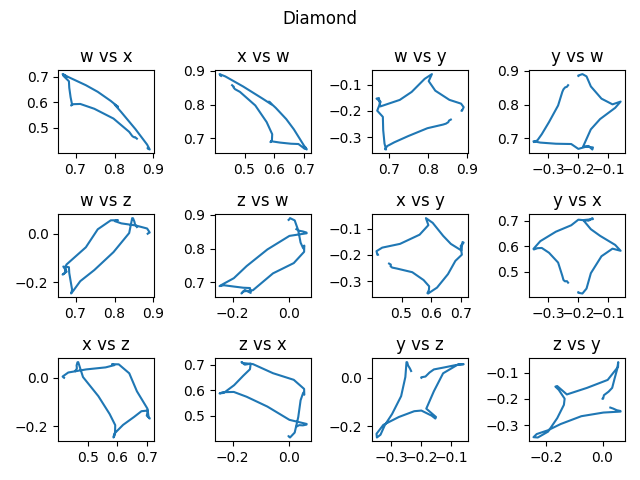 Diamond
w vs x
x vs w
w vs y
y vs w
0.7
0.6
0.5
0.7 0.8 0.9
0.9
0.8
0.7
0.5 0.6 0.7
−0.1
−0.2
−0.3
0.7 0.8 0.9
0.9
0.8
0.7
−0.3 −0.2 −0.1
w vs z
z vs w
x vs y
y vs x
0.0
−0.2
0.7 0.8 0.9
0.9
0.8
0.7
−0.2 0.0
−0.1
−0.2
−0.3
0.5 0.6 0.7
0.7
0.6
0.5
−0.3 −0.2 −0.1
x vs z
z vs x
y vs z
z vs y
0.0
−0.2
0.5 0.6 0.7
0.7
0.6
0.5
−0.2 0.0
0.0
−0.2
−0.3 −0.2 −0.1
−0.1
−0.2
−0.3
−0.2 0.0